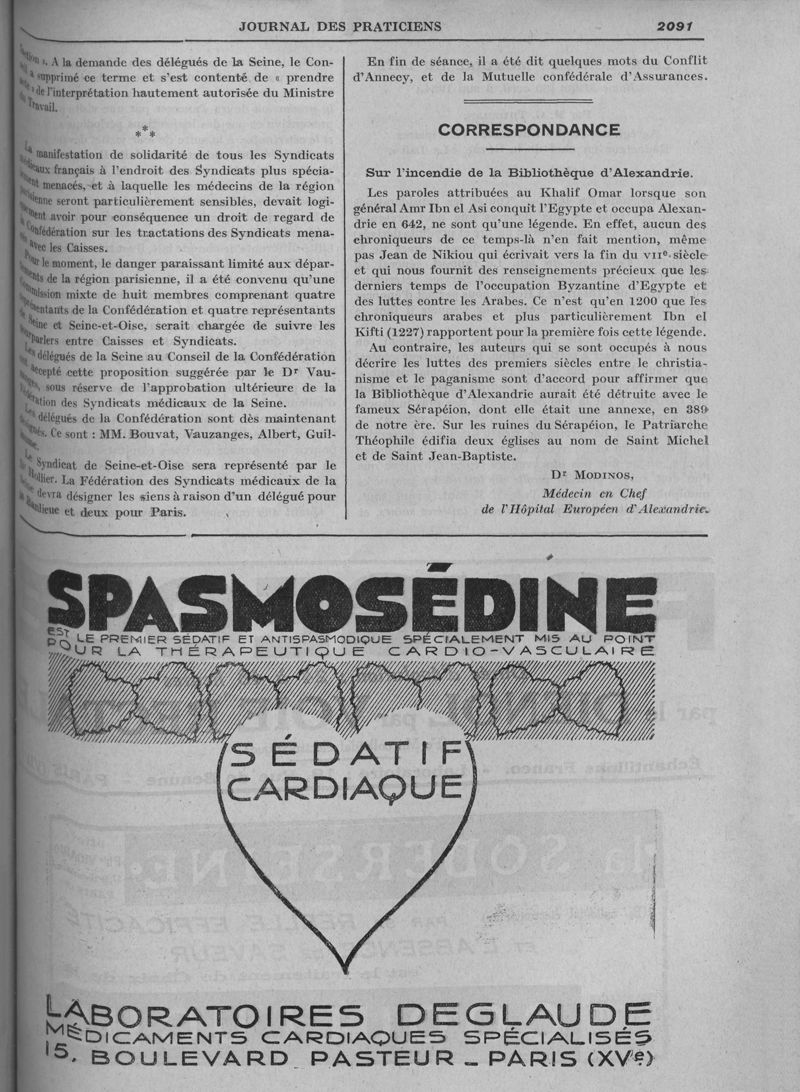 JOURNAL DES PRATICIENS
2091
». A la demande des délégués de la Seine, le Con-
a supprimé ce terme et s'est contenté de « prendre
de l'interprétation hautement autorisée du Ministre
Travail.
***
La manifestation de solidarité de tous les Syndicats
français à l'endroit des Syndicats plus spécia-
menacés, et à laquelle les médecins de la région
seront particulièrement sensibles, devait logi-
avoir pour conséquence un droit de regard de
Confédération sur les tractations des Syndicats mena-
avec les Caisses.
Pour le moment, le danger paraissant limité aux dépar-
de la région parisienne, il a été convenu qu'une
mixte de huit membres comprenant quatre
de la Confédération et quatre représentants
Seine et Seine-et-Oise, serait chargée de suivre les
entre Caisses et Syndicats.
Les délégués de la Seine au Conseil de la Confédération
accepté cette proposition suggérée par le Dr Vau-
sous réserve de l'approbation ultérieure de la
des Syndicats médicaux de la Seine.
Les délégués de la Confédération sont dès maintenant
Ce sont : MM. Bouvat, Vauzanges, Albert, Guil-
Le Syndicat de Seine-et-Oise sera représenté par le
La Fédération des Syndicats médicaux de la
devra désigner les siens à raison d'un délégué pour
et deux pour Paris.
En fin de séance, il a été dit quelques mots du Conflit
d'Annecy, et de la Mutuelle confédérale d'Assurances.
CORRESPONDANCE
Sur l'incendie de la Bibliothèque d'Alexandrie.
Les paroles attribuées au Khalif Omar lorsque son
général Amr Ibn el Asi conquit l'Egypte et occupa Alexan-
drie en 642, ne sont qu'une légende. En effet, aucun des
chroniqueurs de ce temps-là n'en fait mention, même
pas Jean de Nikiou qui écrivait vers la fin du VIIe siècle
et qui nous fournit des renseignements précieux que les
derniers temps de l'occupation Byzantine d'Egypte et
des luttes contre les Arabes. Ce n'est qu'en 1200 que les
chroniqueurs arabes et plus particulièrement Ibn el
Kifti (1227) rapportent pour la première fois cette légende.
Au contraire, les auteurs qui se sont occupés à nous
décrire les luttes des premiers siècles entre le christia-
nisme et le paganisme sont d'accord pour affirmer que
la Bibliothèque d'Alexandrie aurait été détruite avec le
fameux Sérapéion, dont elle était une annexe, en 389
de notre ère. Sur les ruines du Sérapéion, le Patriarche
Théophile édifia deux églises au nom de Saint Michel
et de Saint Jean-Baptiste.
Dr MODINOS,
Médecin en Chef
de l'Hôpital Européen d'Alexandrie.
SPASMOSÉDINE
EST LE PREMIER SÉDATIF ET ANTISPASMODIQUE SPÉCIALEMENT MIS AU POINT
POUR LA THÉRAPEUTIQUE CARDIO-VASCULAIRE
SÉDATIF
CARDIAQUE
LABORATOIRES DEGLAUDE
MÉDICAMENTS CARDIAQUES SPÉCIALISÉS
15, BOULEVARD PASTEUR - PARIS (XVe)